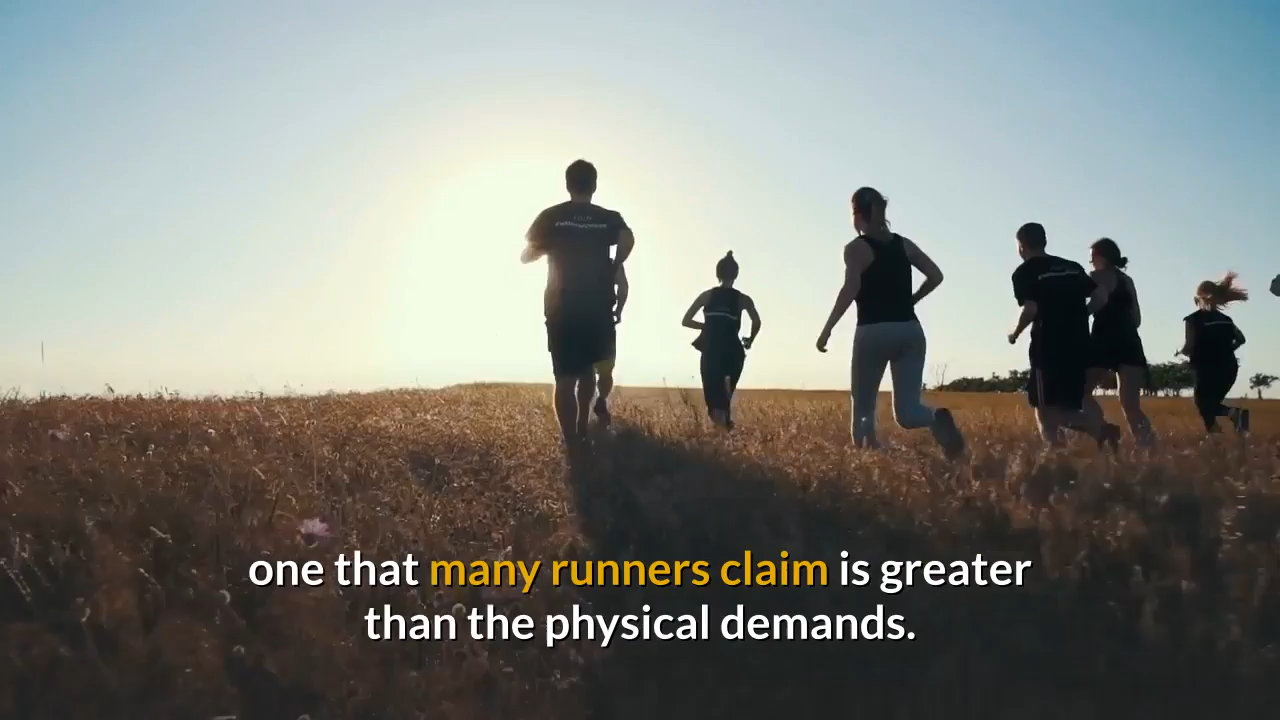 one that many runners claim is greater
than the physical demands.